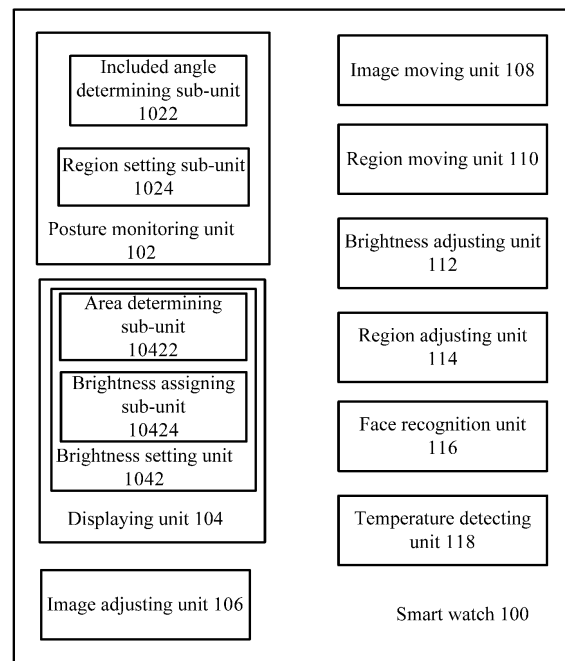 Included angle
determining sub-unit
1022
Region setting sub-unit
1024
Posture monitoring unit
102
Area determining
sub-unit
10422
Brightness assigning
sub-unit
10424
Brightness setting unit
1042
Displaying unit 104
Image adjusting unit 106
Image moving unit 108
Region moving unit 110
Brightness adjusting unit
112
Region adjusting unit
114
Face recognition unit
116
Temperature detecting
unit 118
Smart watch 100